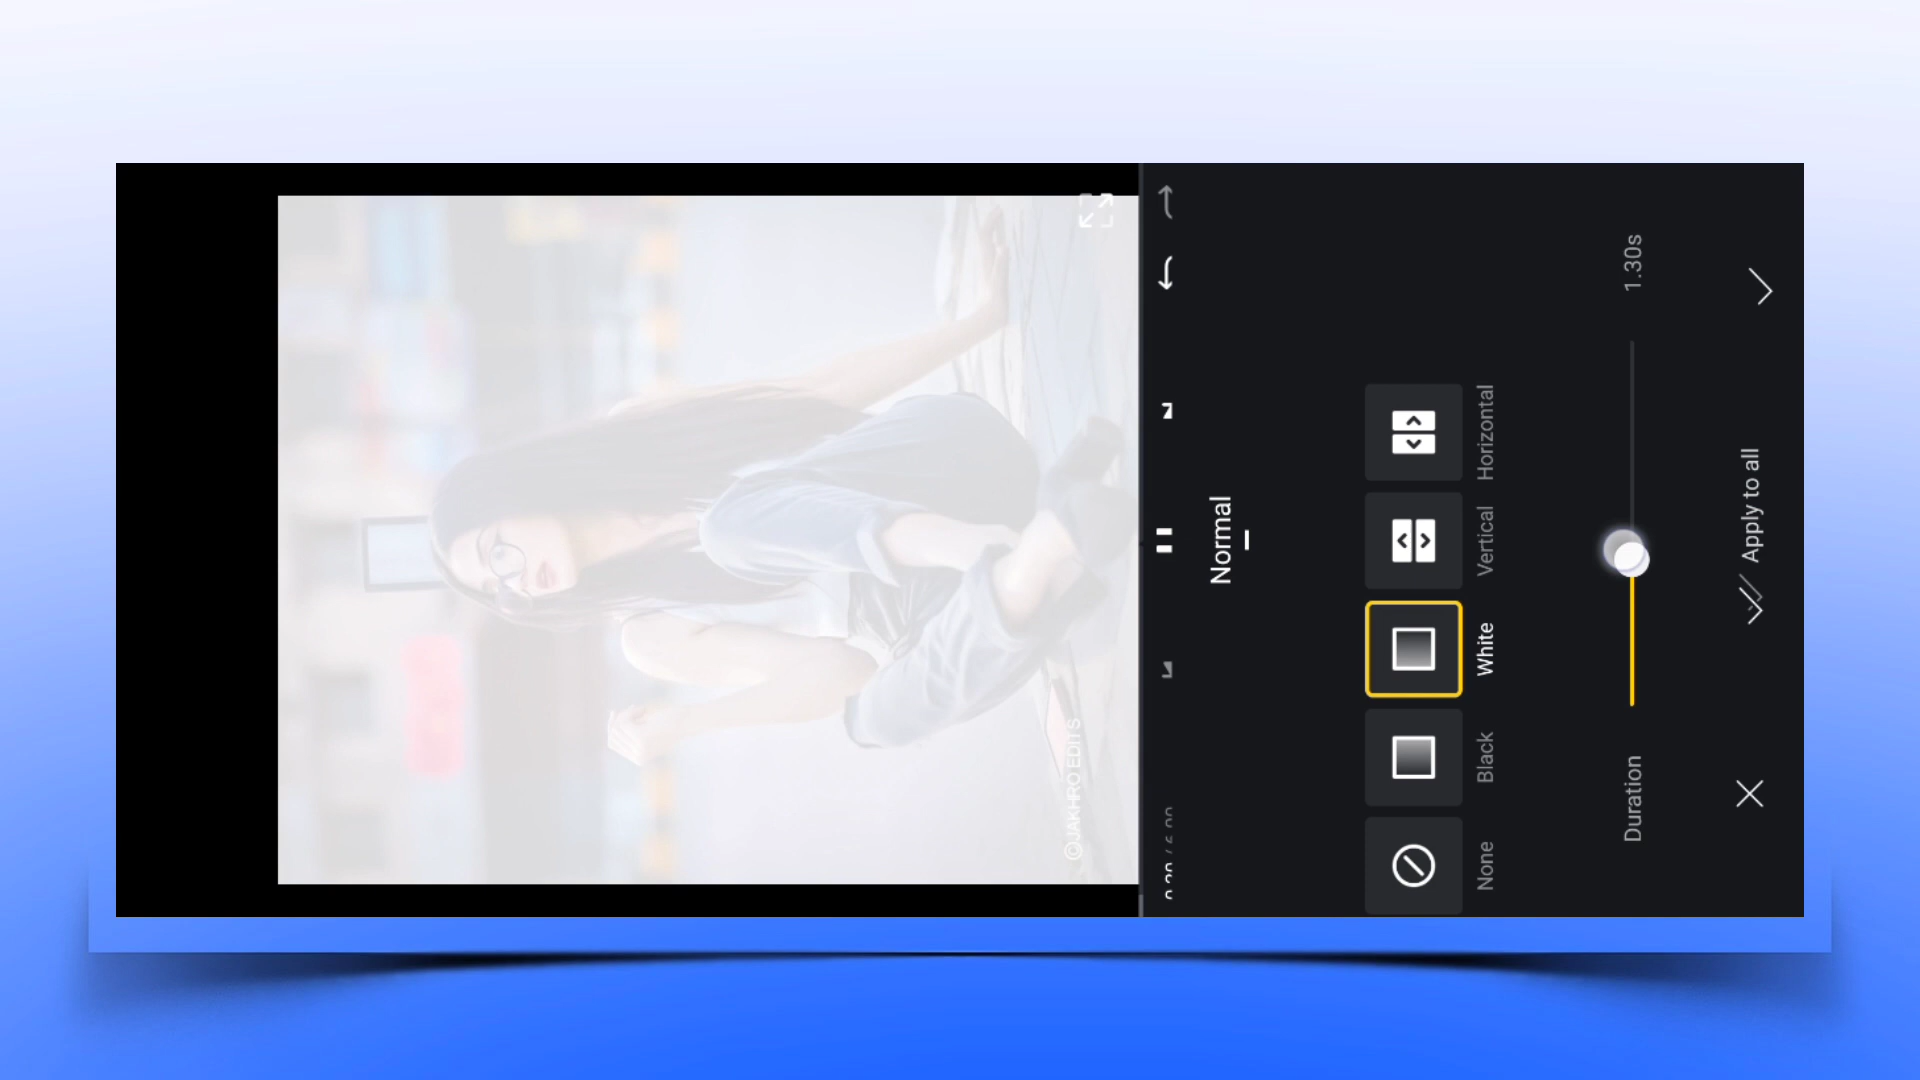 ©JAKHRO EDITS
Normal
None
Black
White
Vertical
Horizontal
Duration
1.30s
Apply to all